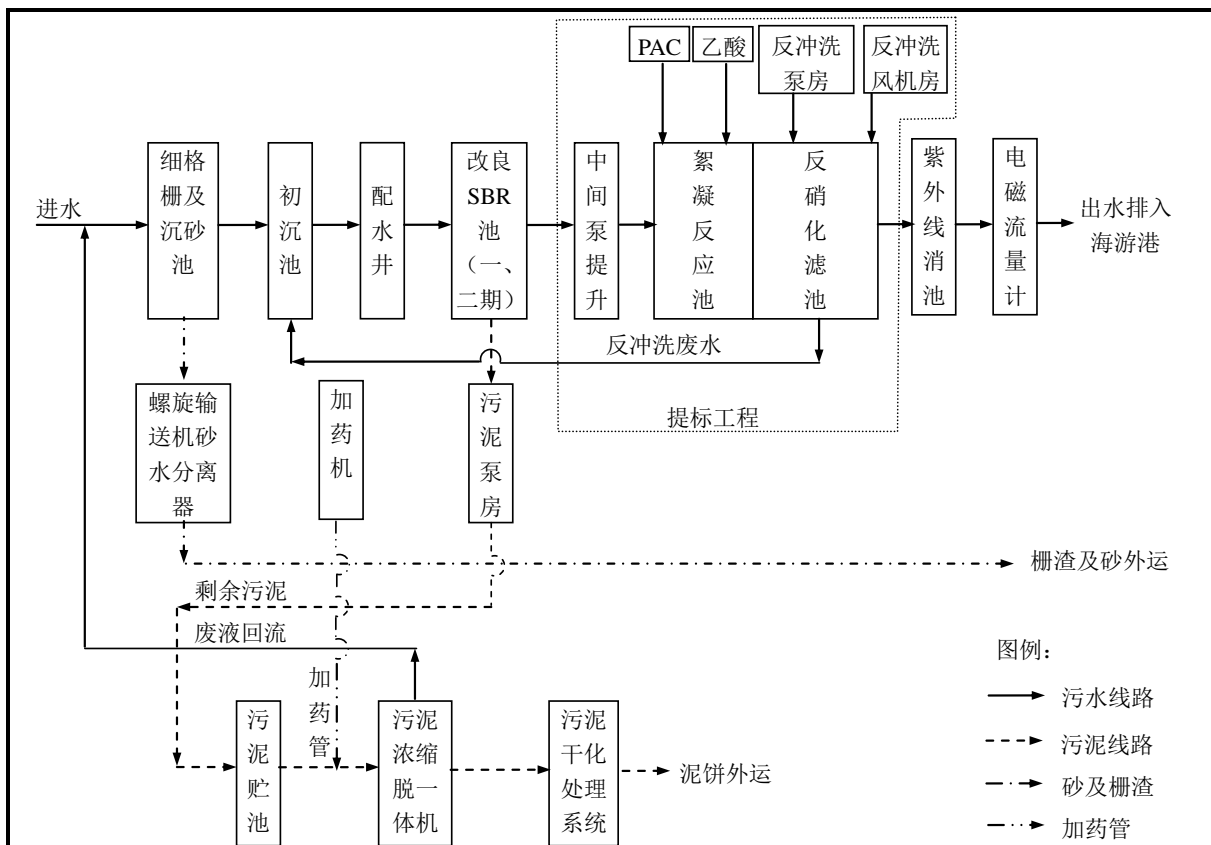 PAC
乙酸
反冲洗
泵房
反冲洗
风机房
进水
细格
栅及
沉砂
池
初
沉
池
配
水
井
改良
SBR
池
（一、
二期）
中
间
泵
提
升
絮
凝
反
应
池
反
硝
化
滤
池
紫
外
线
消
池
电
磁
流
量
计
出水排入
海游港
反冲洗废水
提标工程
螺旋输
送机砂
水分离
器
加
药
机
污
泥
泵
房
栅渣及砂外运
剩余污泥
废液回流
加
药
管
污
泥
贮
池
污泥
浓缩
脱一
体机
污泥
干化
处理
系统
泥饼外运
图例：
污水线路
污泥线路
砂及栅渣
加药管